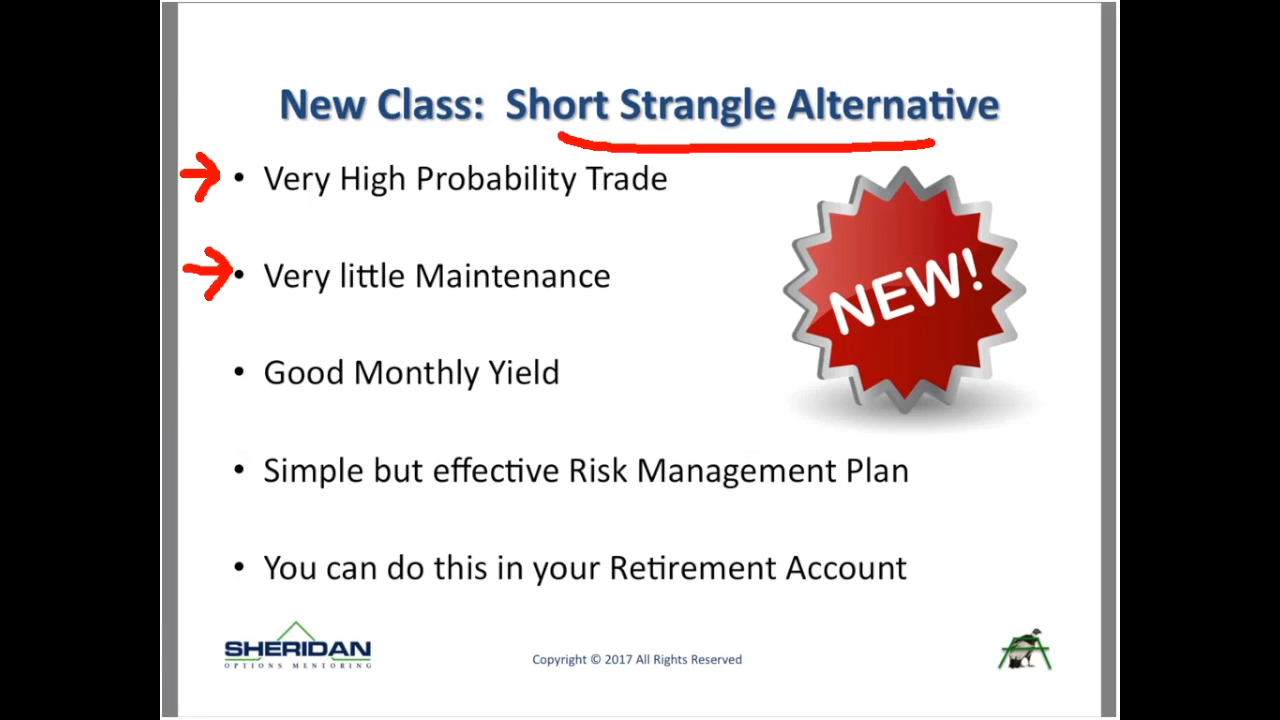 New Class: Short Strangle Alternative
• Very High Probability Trade
• Very little Maintenance
• Good Monthly Yield
• Simple but effective Risk Management Plan
• You can do this in your Retirement Account
NEW!
SHERIDAN
OPTIONS MENTORING
Copyright © 2017 All Rights Reserved